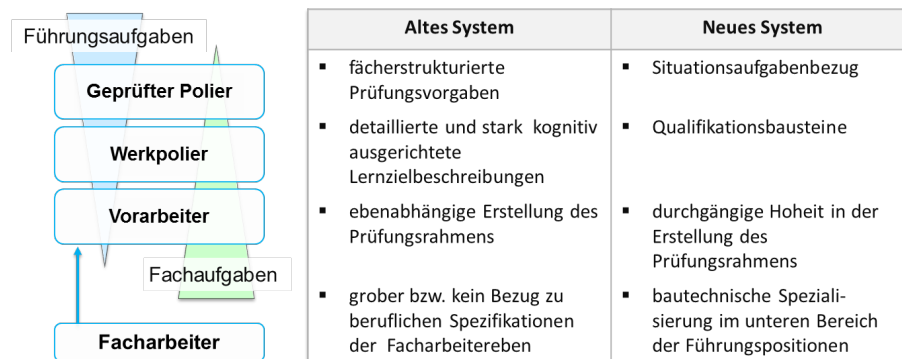 Führungsaufgaben
Geprüfter Polier
Werkpolier
Vorarbeiter
Fachaufgaben
Facharbeiter
Altes System
Neues System
▪ fächerstrukturierte
Prüfungsvorgaben
▪ Situationsaufgabenbezug
▪ detaillierte und stark kognitiv
ausgerichtete
Lernzielbeschreibungen
▪ Qualifikationsbausteine
▪ ebenabhängige Erstellung des
Prüfungsrahmens
▪ durchgängige Hoheit in der
Erstellung des
Prüfungsrahmens
▪ grober bzw. kein Bezug zu
beruflichen Spezifikationen
der Facharbeitereben
▪ bautechnische Speziali-
sierung im unteren Bereich
der Führungspositionen